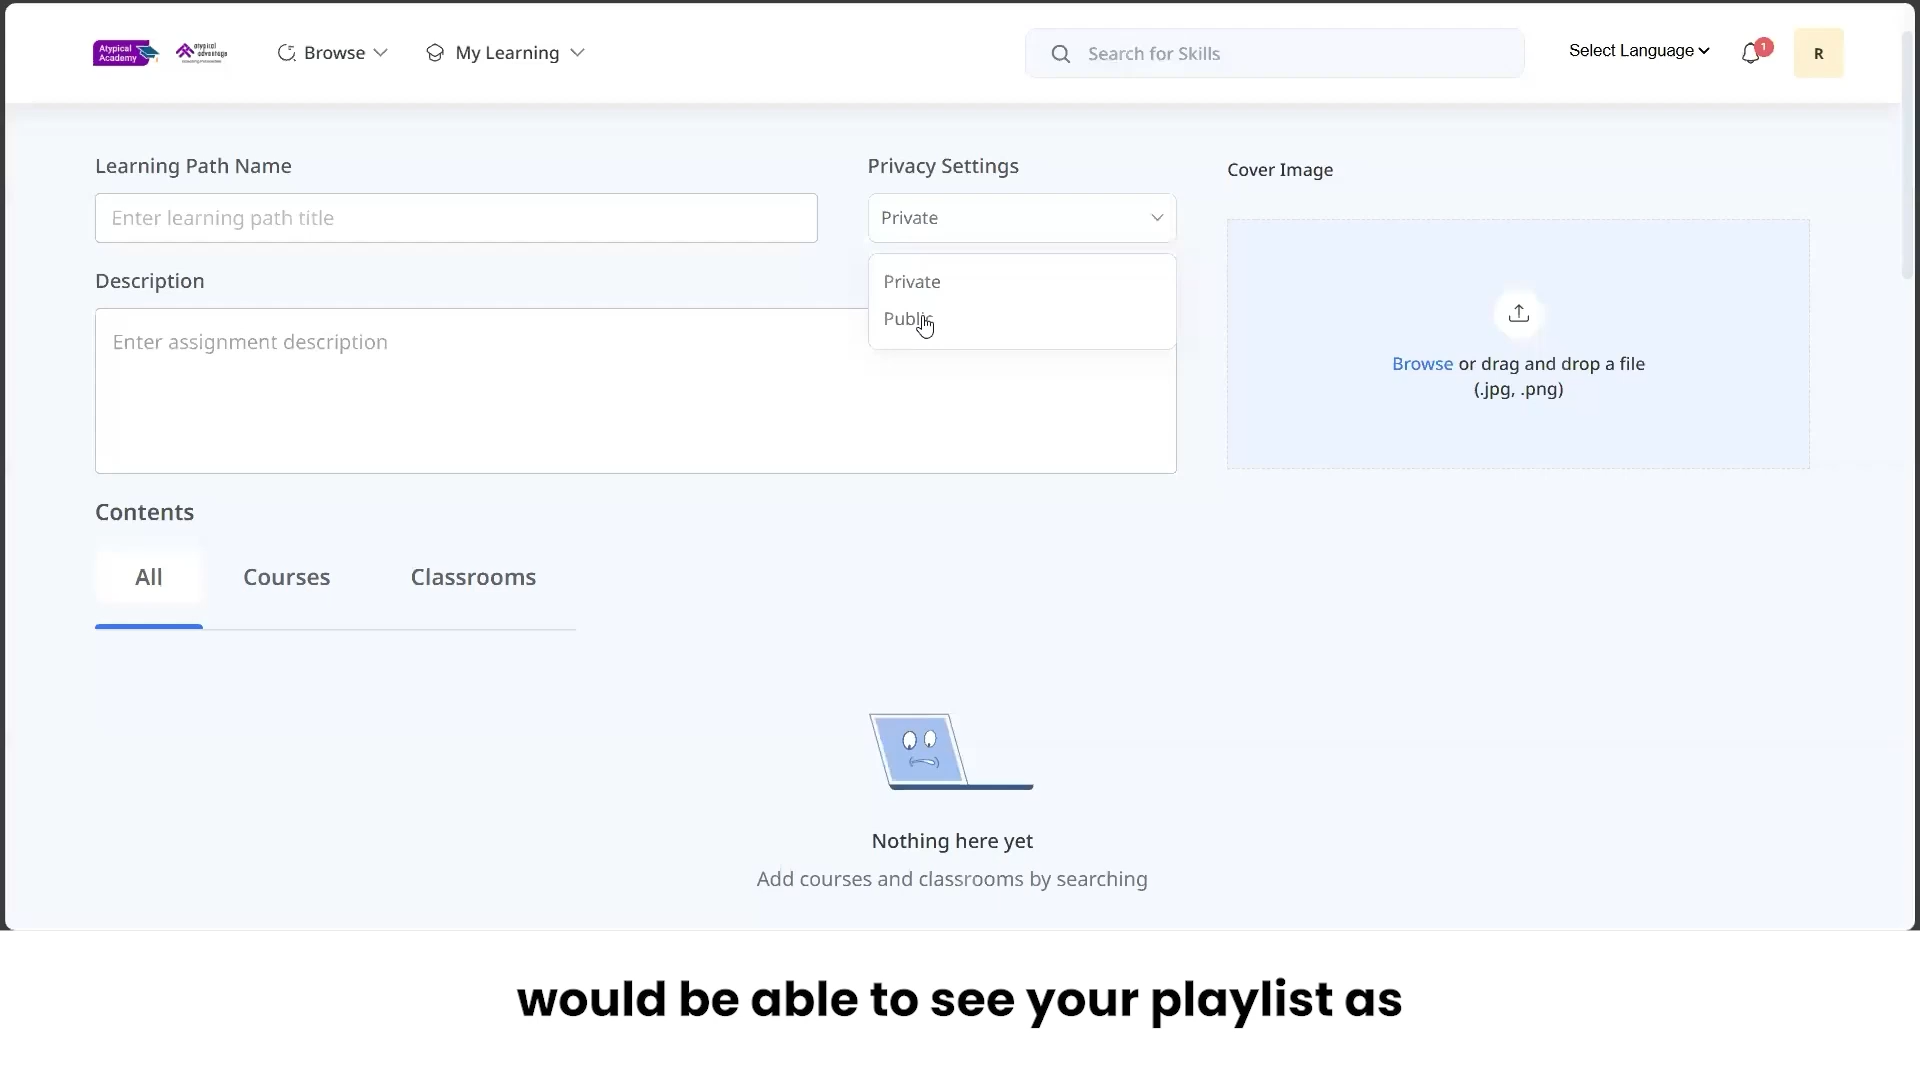 Atypical
Academy
atypical
advantage
Browse
My Learning
Search for Skills
Select Language
1
R
Learning Path Name
Privacy Settings
Cover Image
Enter learning path title
Private
Description
Private
Public
Enter assignment description
Browse or drag and drop a file
(.jpg, .png)
Contents
All
Courses
Classrooms
Nothing here yet
Add courses and classrooms by searching
would be able to see your playlist as